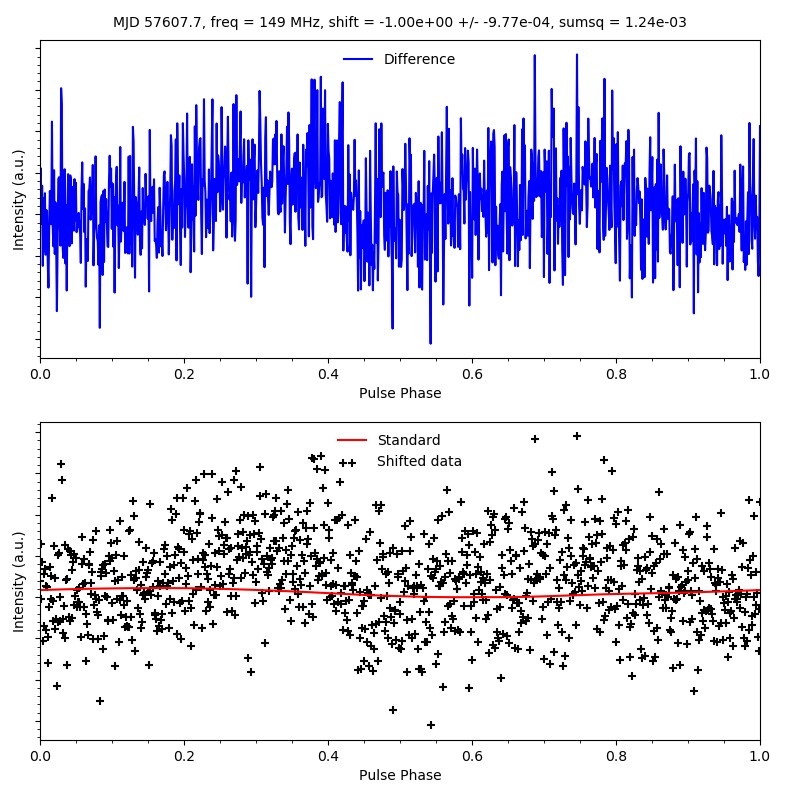 MJD 57607.7, freq = 149 MHz, shift = -1.00e+00 +/- -9.77e-04, sumsq = 1.24e-03
Difference
Intensity (a.u.)
0.0 0.2 0.4 0.6 0.8 1.0
Pulse Phase
Standard
Shifted data
Intensity (a.u.)
0.0 0.2 0.4 0.6 0.8 1.0
Pulse Phase